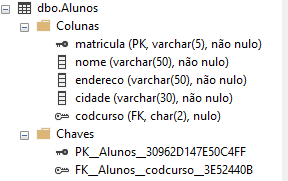 dbo.Alunos
Colunas
matricula (PK, varchar(5), não nulo)
nome (varchar(50), não nulo)
endereco (varchar(50), não nulo)
cidade (varchar(30), não nulo)
codcurso (FK, char(2), nulo)
Chaves
PK__Alunos__30962D147E50C4FF
FK__Alunos__codcurso__3E52440B